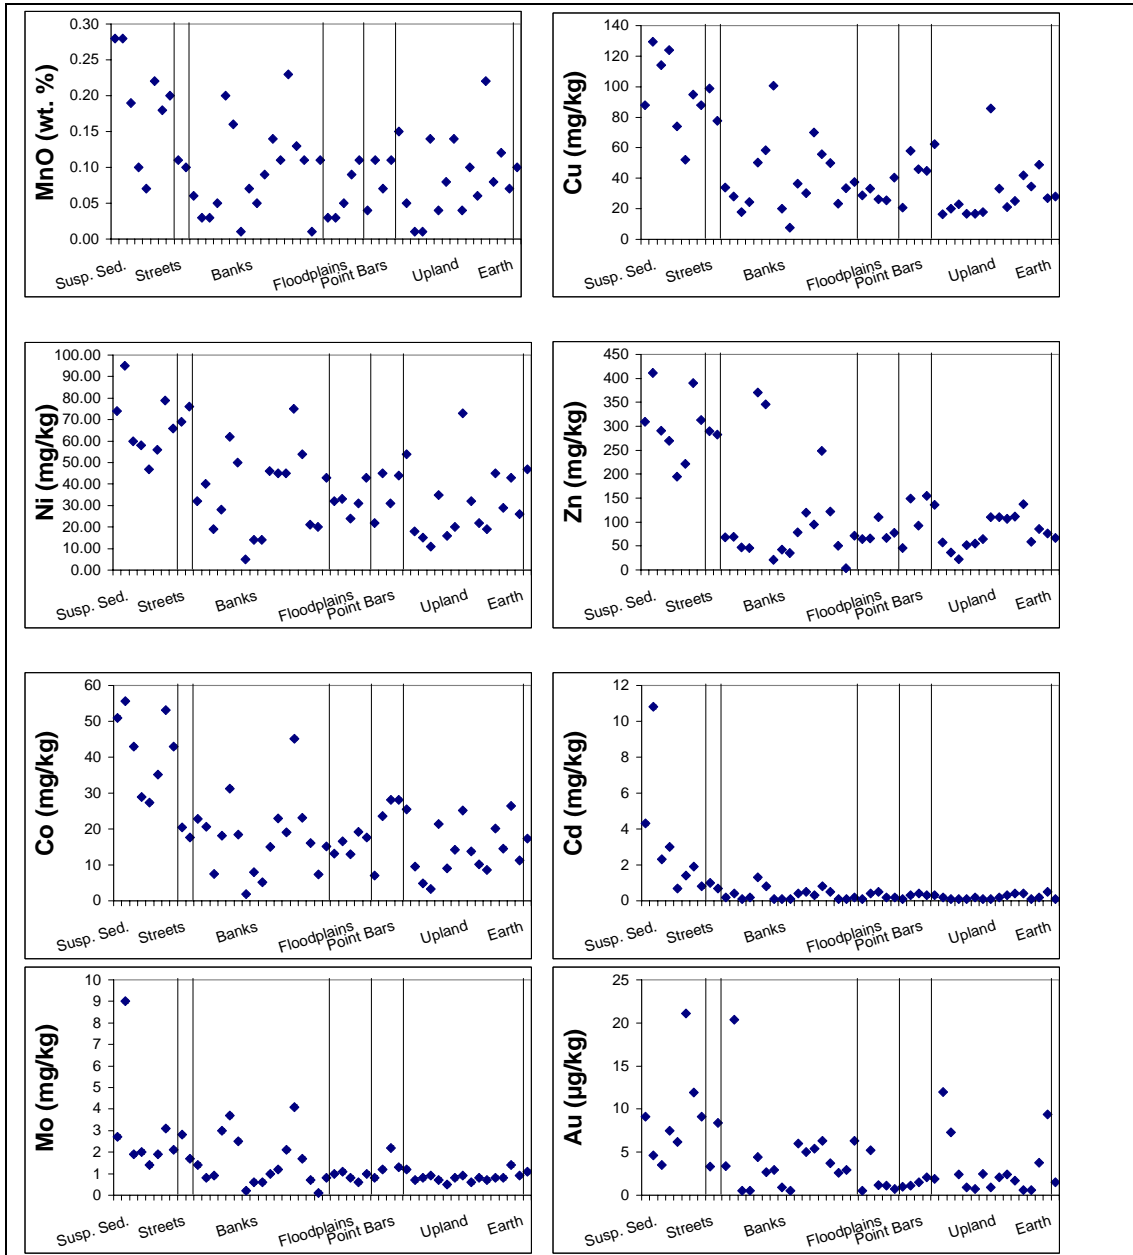 MnO (wt. %)
0.30
0.25
0.20
0.15
0.10
0.05
0.00
Susp. Sed.
Streets
Banks
Floodplains
Point Bars
Upland
Earth
Cu (mg/kg)
140
120
100
80
60
40
20
0
Susp. Sed.
Streets
Banks
Floodplains
Point Bars
Upland
Earth
Ni (mg/kg)
100.00
90.00
80.00
70.00
60.00
50.00
40.00
30.00
20.00
10.00
0.00
Susp. Sed.
Streets
Banks
Floodplains
Point Bars
Upland
Earth
Zn (mg/kg)
450
400
350
300
250
200
150
100
50
0
Susp. Sed.
Streets
Banks
Floodplains
Point Bars
Upland
Earth
Co (mg/kg)
60
50
40
30
20
10
0
Susp. Sed.
Streets
Banks
Floodplains
Point Bars
Upland
Earth
Cd (mg/kg)
12
10
8
6
4
2
0
Susp. Sed.
Streets
Banks
Floodplains
Point Bars
Upland
Earth
Mo (mg/kg)
10
9
8
7
6
5
4
3
2
1
0
Susp. Sed.
Streets
Banks
Floodplains
Point Bars
Upland
Earth
Au (µg/kg)
25
20
15
10
5
0
Susp. Sed.
Streets
Banks
Floodplains
Point Bars
Upland
Earth